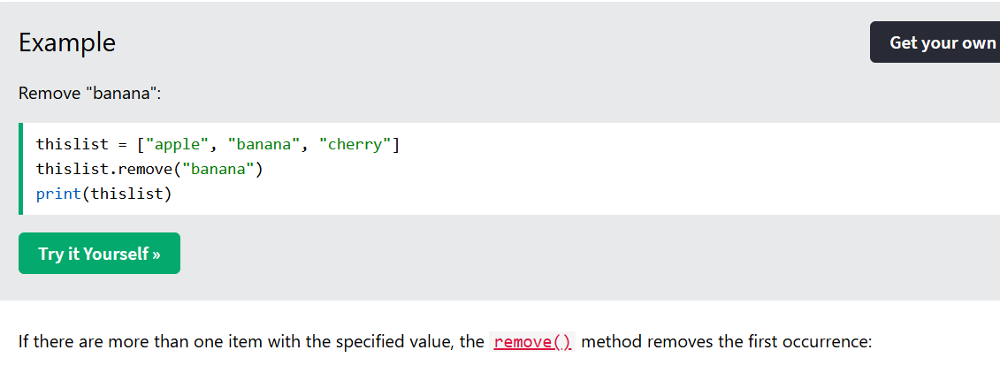 Example
Get your own
Remove "banana":
thislist = ["apple", "banana", "cherry"]
thislist.remove("banana")
print(thislist)
Try it Yourself »
If there are more than one item with the specified value, the remove() method removes the first occurrence: